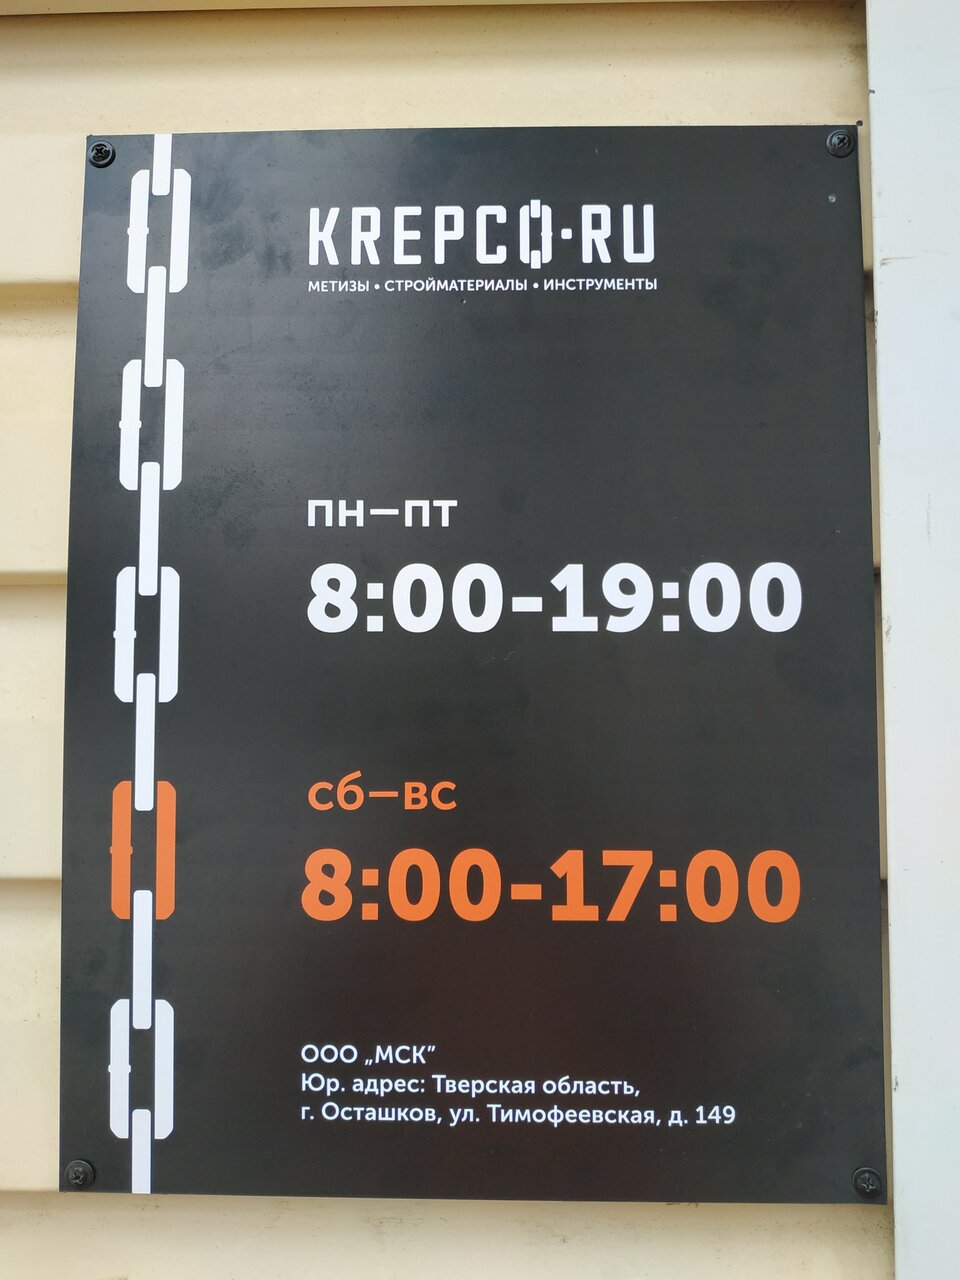 KREPCO·RU
МЕТИЗЫ • СТРОЙМАТЕРИАЛЫ • ИНСТРУМЕНТЫ
пн–пт
8:00-19:00
сб–вс
8:00-17:00
ООО „МСК”
Юр. адрес: Тверская область,
г. Осташков, ул. Тимофеевская, д. 149